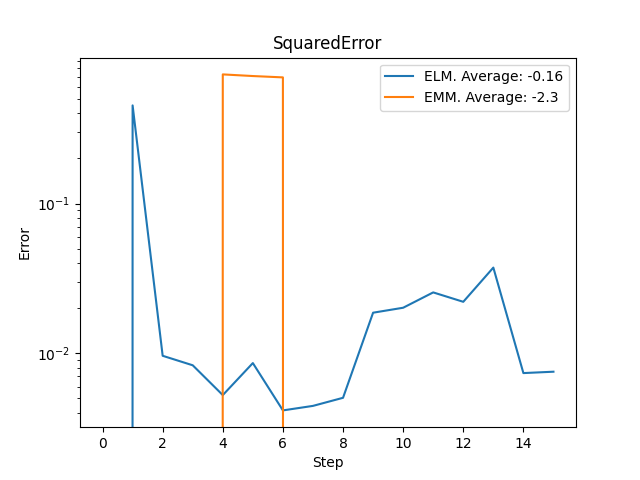 SquaredError
ELM. Average: -0.16
EMM. Average: -2.3
Error
10⁻¹
10⁻²
0 2 4 6 8 10 12 14
Step